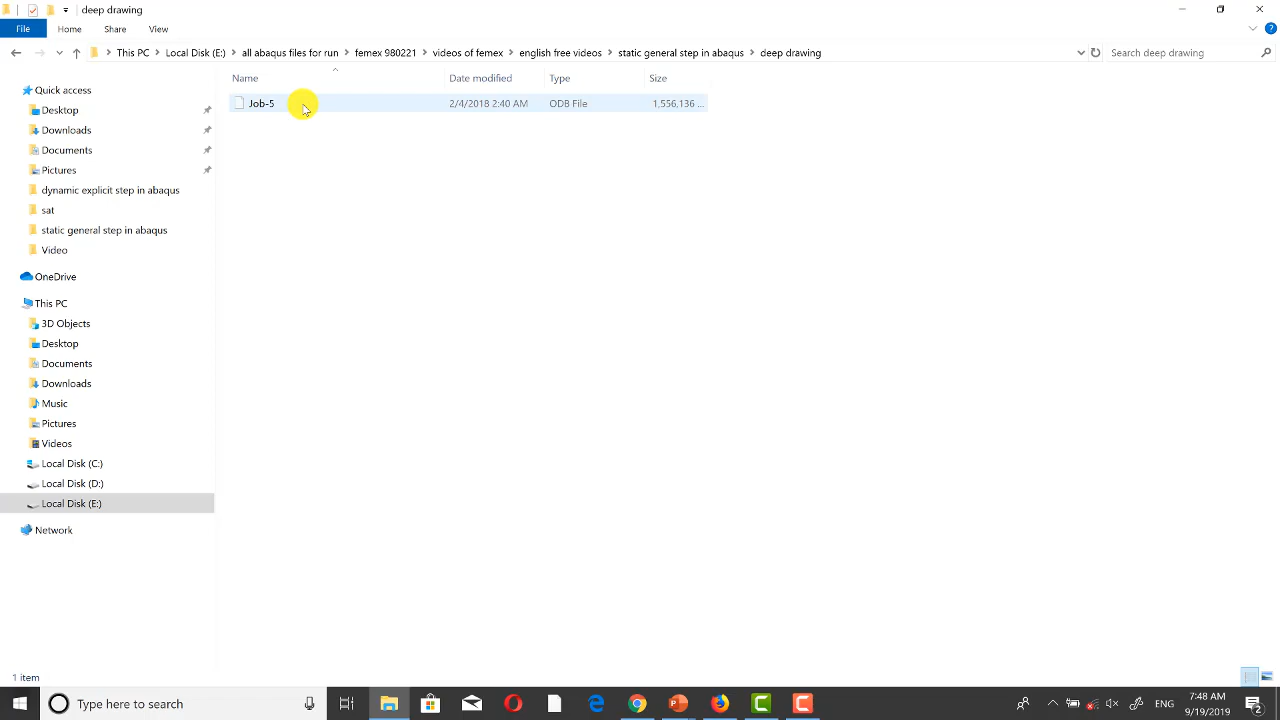 deep drawing
File Home Share View
This PC Local Disk (E:) all abaqus files for run femex 980221 videos of femex english free videos static general step in abaqus deep drawing Search deep drawing
Name Date modified Type Size
Job-5 2/4/2018 2:40 AM ODB File 1,556,136 ...
Quick access
Desktop
Downloads
Documents
Pictures
dynamic explicit step in abaqus
sat
static general step in abaqus
Video
OneDrive
This PC
3D Objects
Desktop
Documents
Downloads
Music
Pictures
Videos
Local Disk (C:)
Local Disk (D:)
Local Disk (E:)
Network
1 item
Type here to search
ENG
7:48 AM
9/19/2019
2